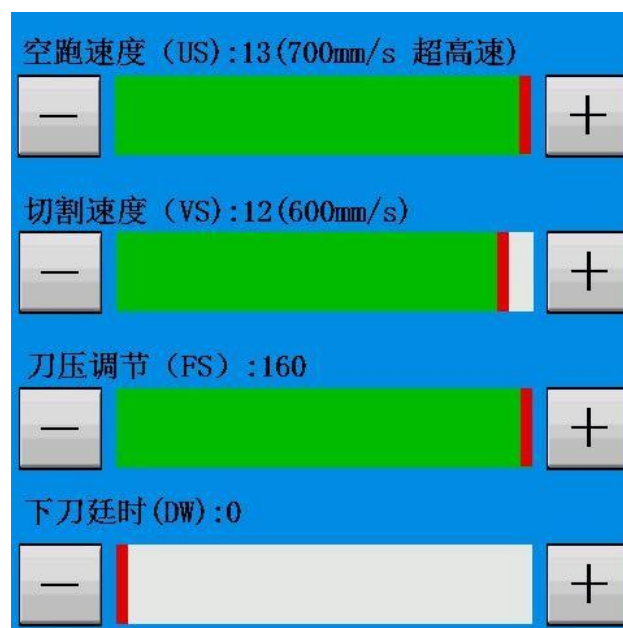 空跑速度（US):13(700mm/s 超高速)
— +
切割速度（VS):12(600mm/s)
— +
刀压调节（FS）:160
— +
下刀廷时(DW):0
— +